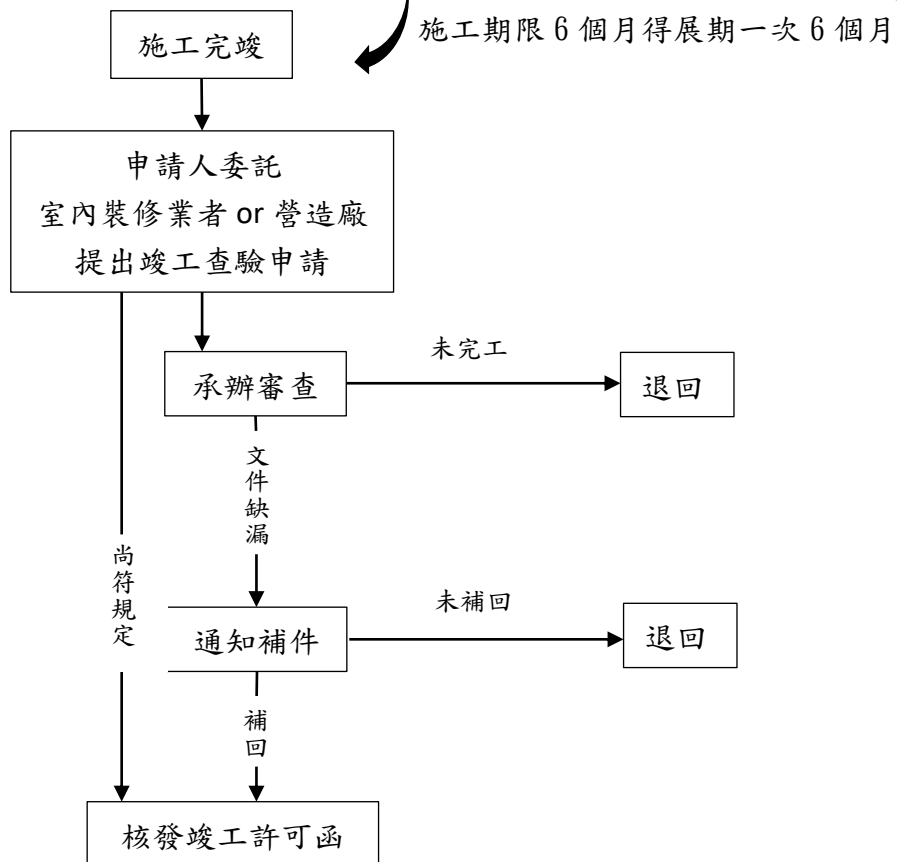 施工期限 6 個月得展期一次 6 個月
施工完竣
申請人委託
室內裝修業者 or 營造廠
提出竣工查驗申請
未完工
承辦審查
退回
文件缺漏
尚符規定
未補回
通知補件
退回
補回
核發竣工許可函